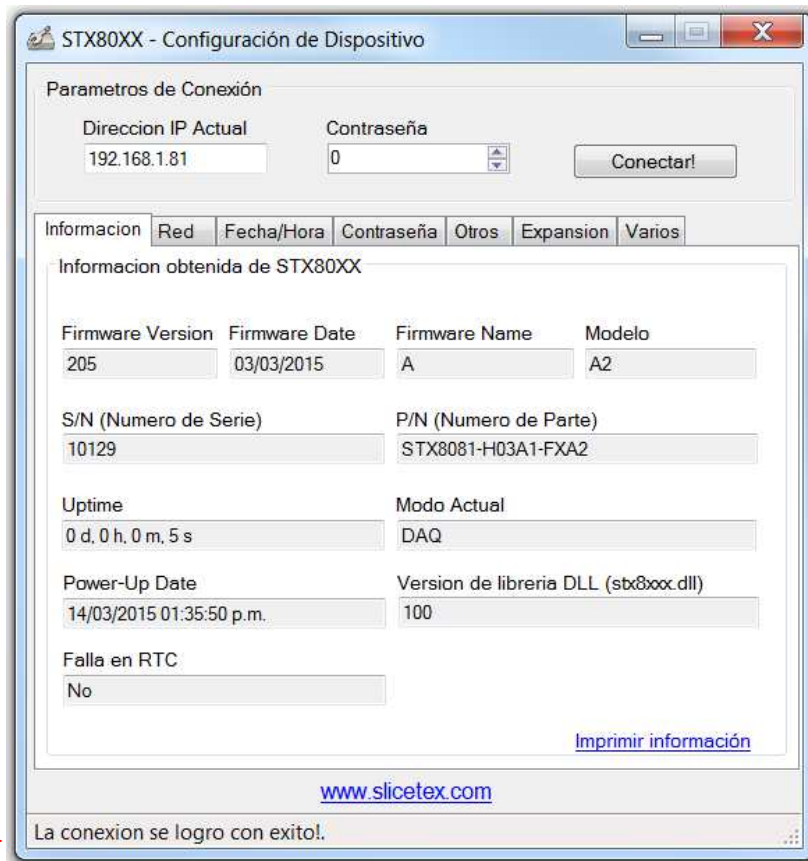 STX80XX - Configuración de Dispositivo
Parametros de Conexión
Direccion IP Actual Contraseña
192.168.1.81 0 Conectar!
Informacion Red Fecha/Hora Contraseña Otros Expansion Varios
Informacion obtenida de STX80XX
Firmware Version Firmware Date Firmware Name Modelo
205 03/03/2015 A A2
S/N (Numero de Serie) P/N (Numero de Parte)
10129 STX8081-H03A1-FXA2
Uptime Modo Actual
0 d, 0 h, 0 m, 5 s DAQ
Power-Up Date Version de libreria DLL (stx8xxx.dll)
14/03/2015 01:35:50 p.m. 100
Falla en RTC
No
Imprimir información
www.slicetex.com
La conexion se logro con exito!.